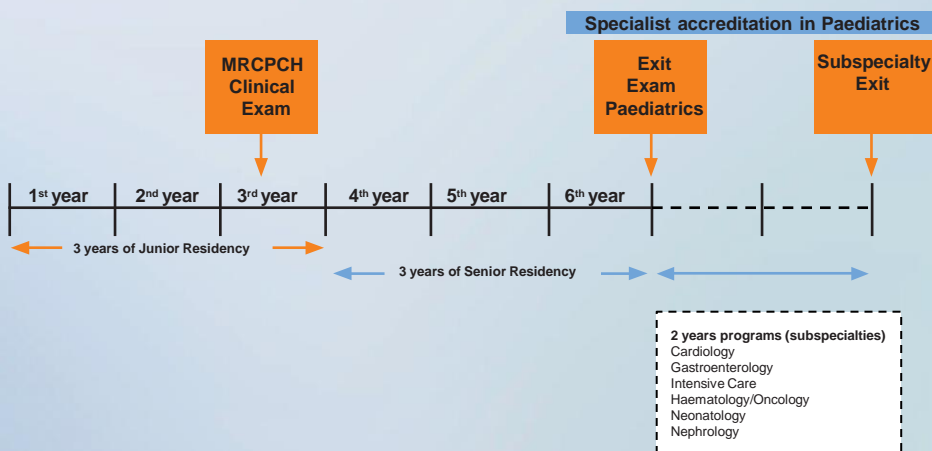 Specialist accreditation in Paediatrics
MRCPCH
Clinical
Exam
Exit
Exam
Paediatrics
Subspecialty
Exit
1st year
2nd year
3rd year
4th year
5th year
6th year
3 years of Junior Residency
3 years of Senior Residency
2 years programs (subspecialties)
Cardiology
Gastroenterology
Intensive Care
Haematology/Oncology
Neonatology
Nephrology